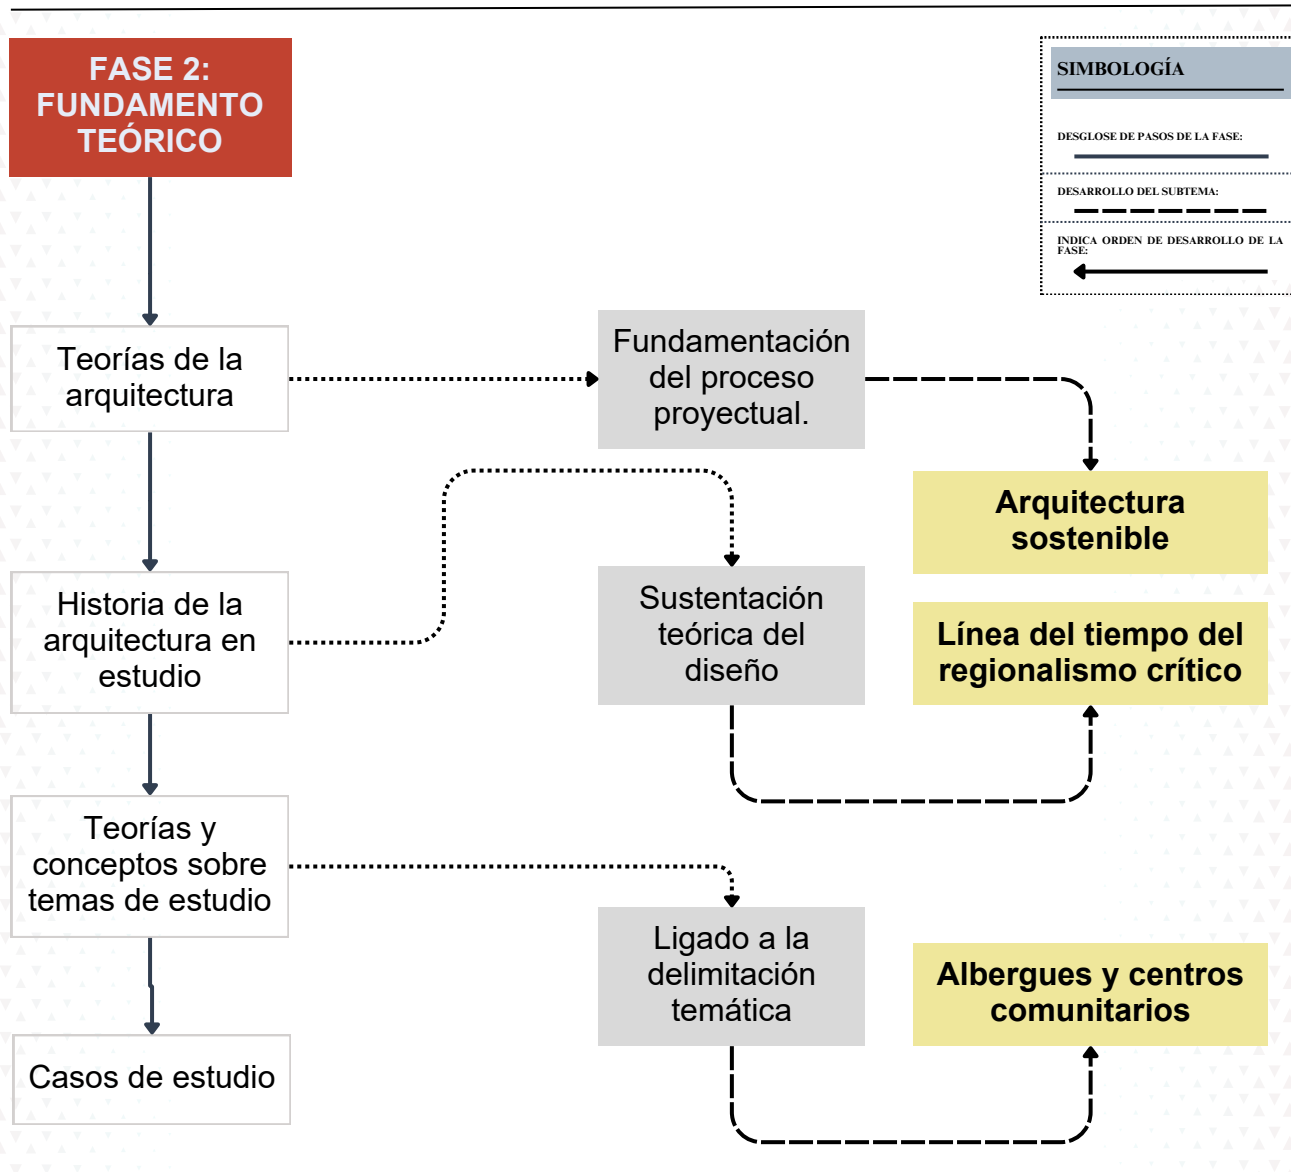 FASE 2:
FUNDAMENTO
TEÓRICO
SIMBOLOGÍA
DESGLOSE DE PASOS DE LA FASE:
DESARROLLO DEL SUBTEMA:
INDICA ORDEN DE DESARROLLO DE LA
FASE:
Teorías de la
arquitectura
Fundamentación
del proceso
proyectual.
Arquitectura
sostenible
Historia de la
arquitectura en
estudio
Sustentación
teórica del
diseño
Línea del tiempo del
regionalismo crítico
Teorías y
conceptos sobre
temas de estudio
Ligado a la
delimitación
temática
Albergues y centros
comunitarios
Casos de estudio